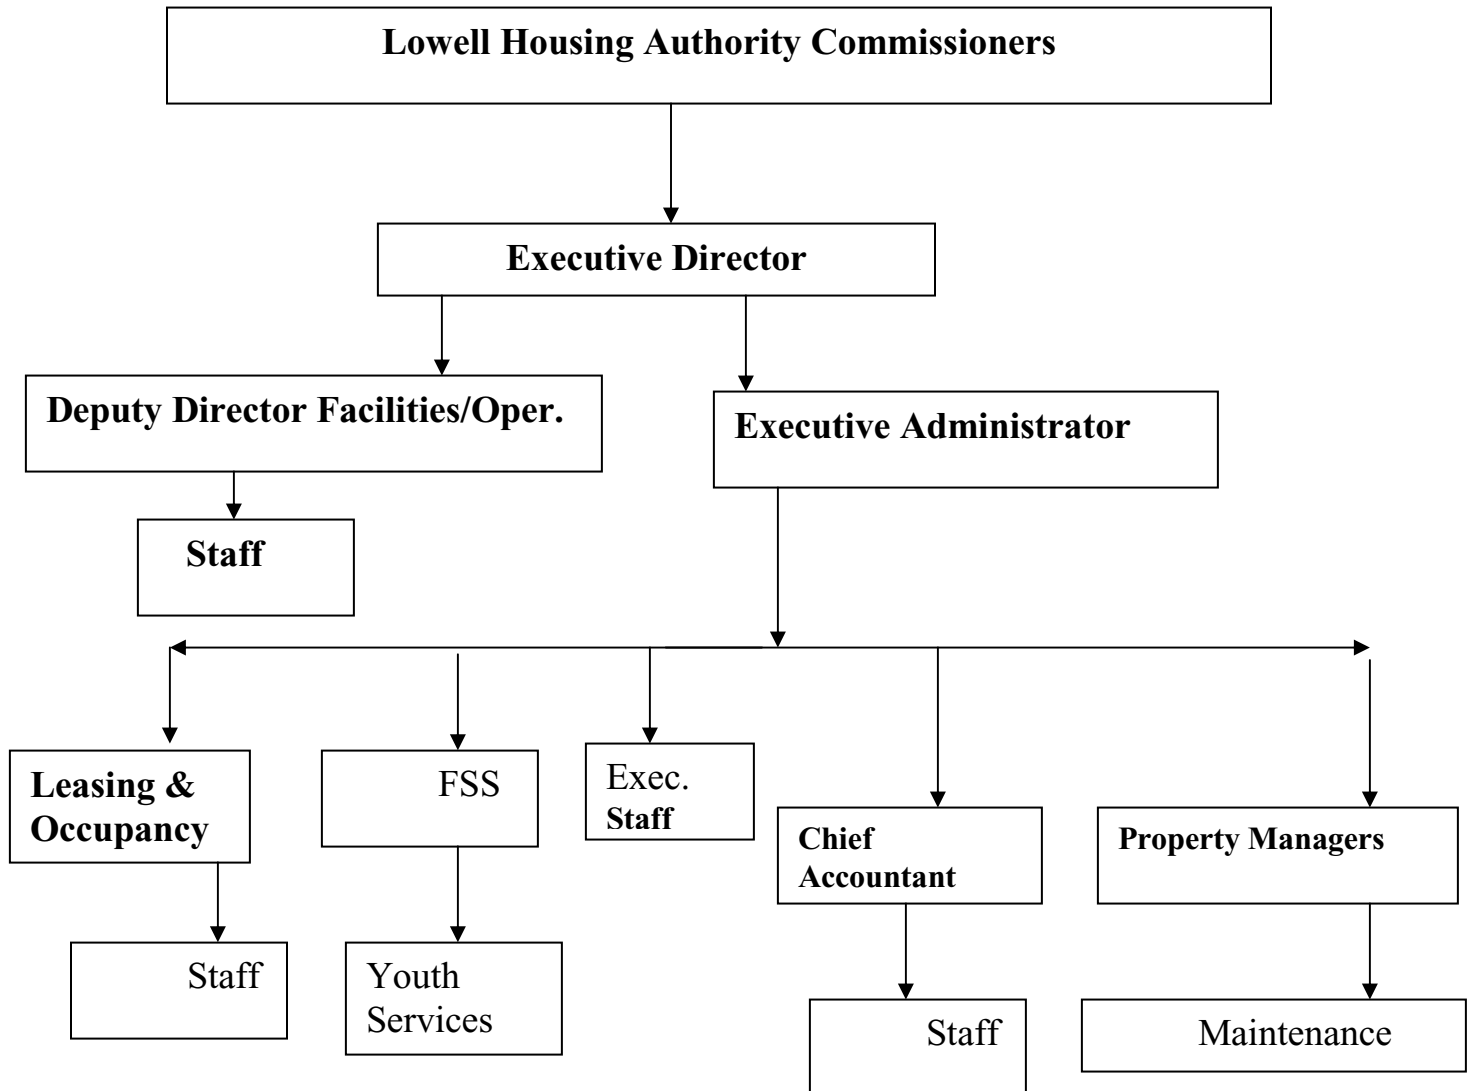 Lowell Housing Authority Commissioners
Executive Director
Deputy Director Facilities/Oper.
Executive Administrator
Staff
Leasing &
Occupancy
FSS
Exec.
Staff
Chief
Accountant
Property Managers
Staff
Youth
Services
Staff
Maintenance